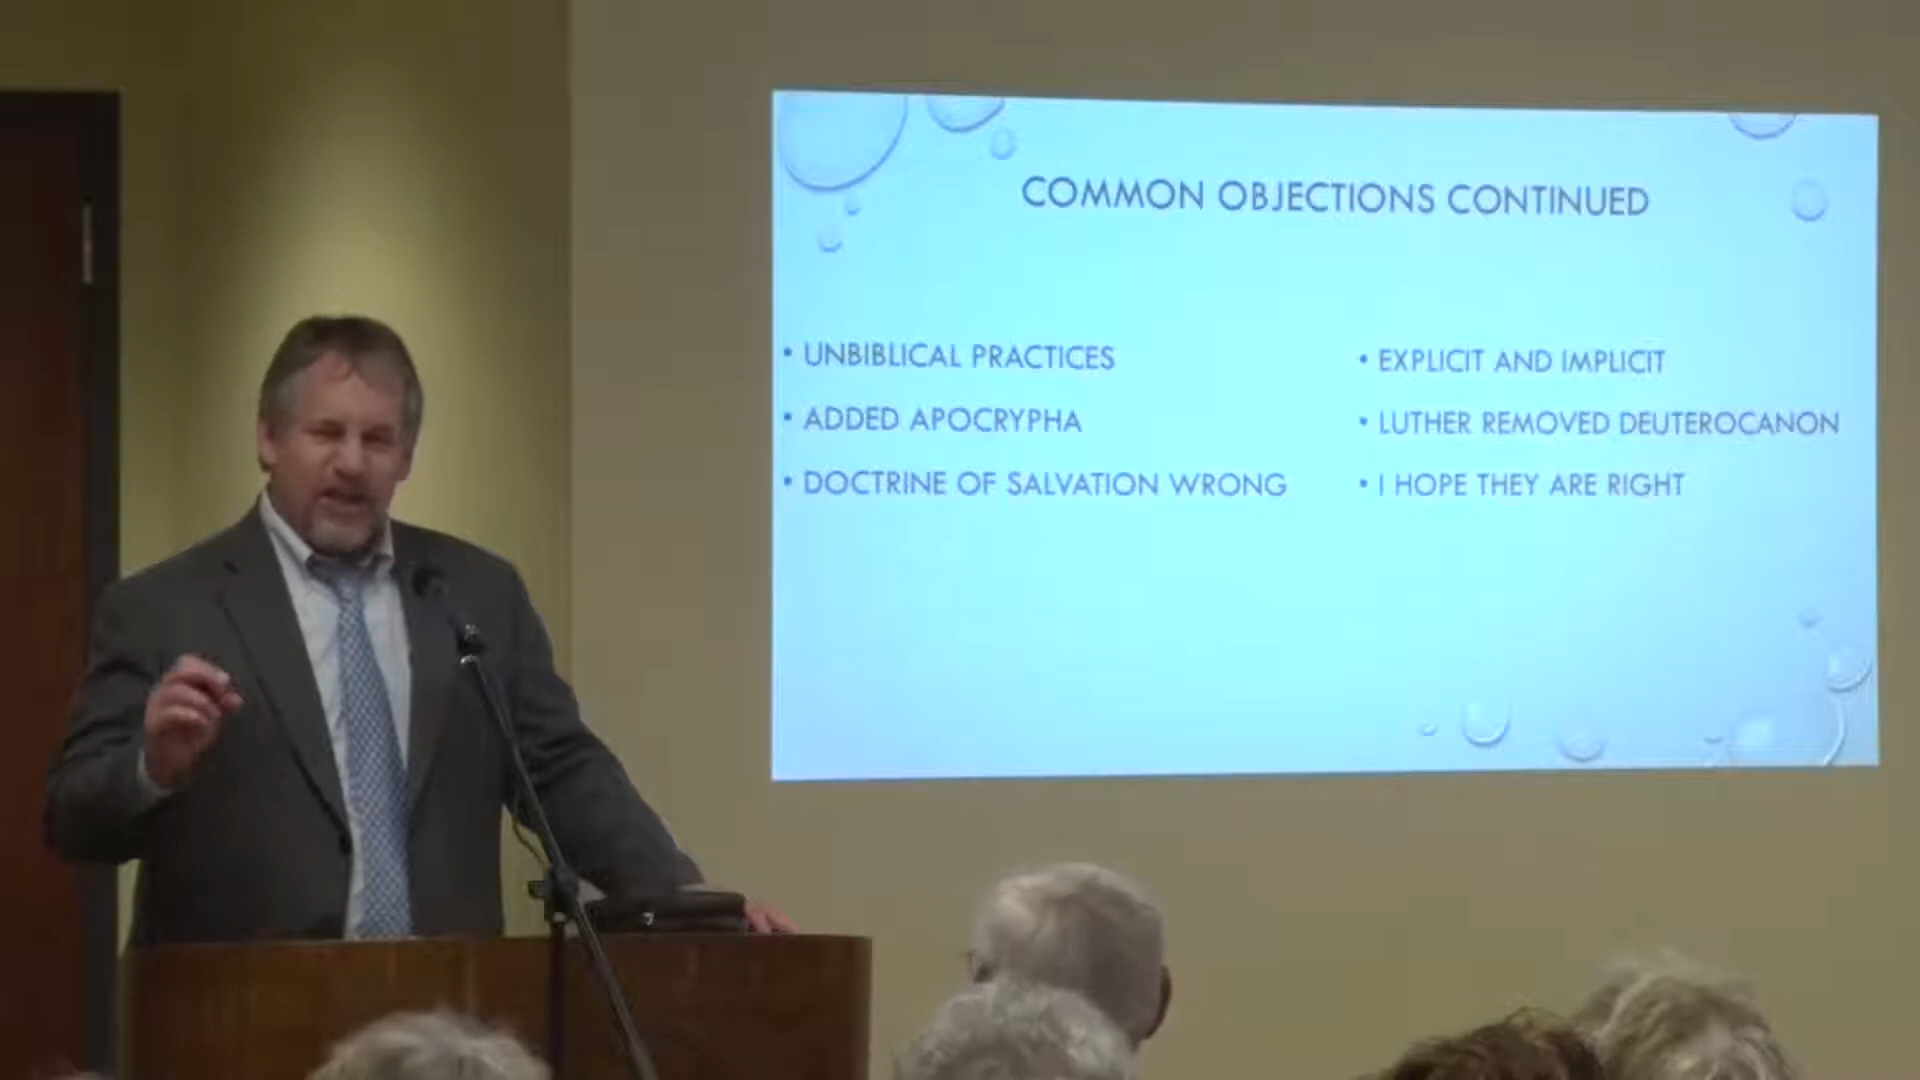 COMMON OBJECTIONS CONTINUED
• UNBIBLICAL PRACTICES
• ADDED APOCRYPHA
• DOCTRINE OF SALVATION WRONG
• EXPLICIT AND IMPLICIT
• LUTHER REMOVED DEUTEROCANON
• I HOPE THEY ARE RIGHT